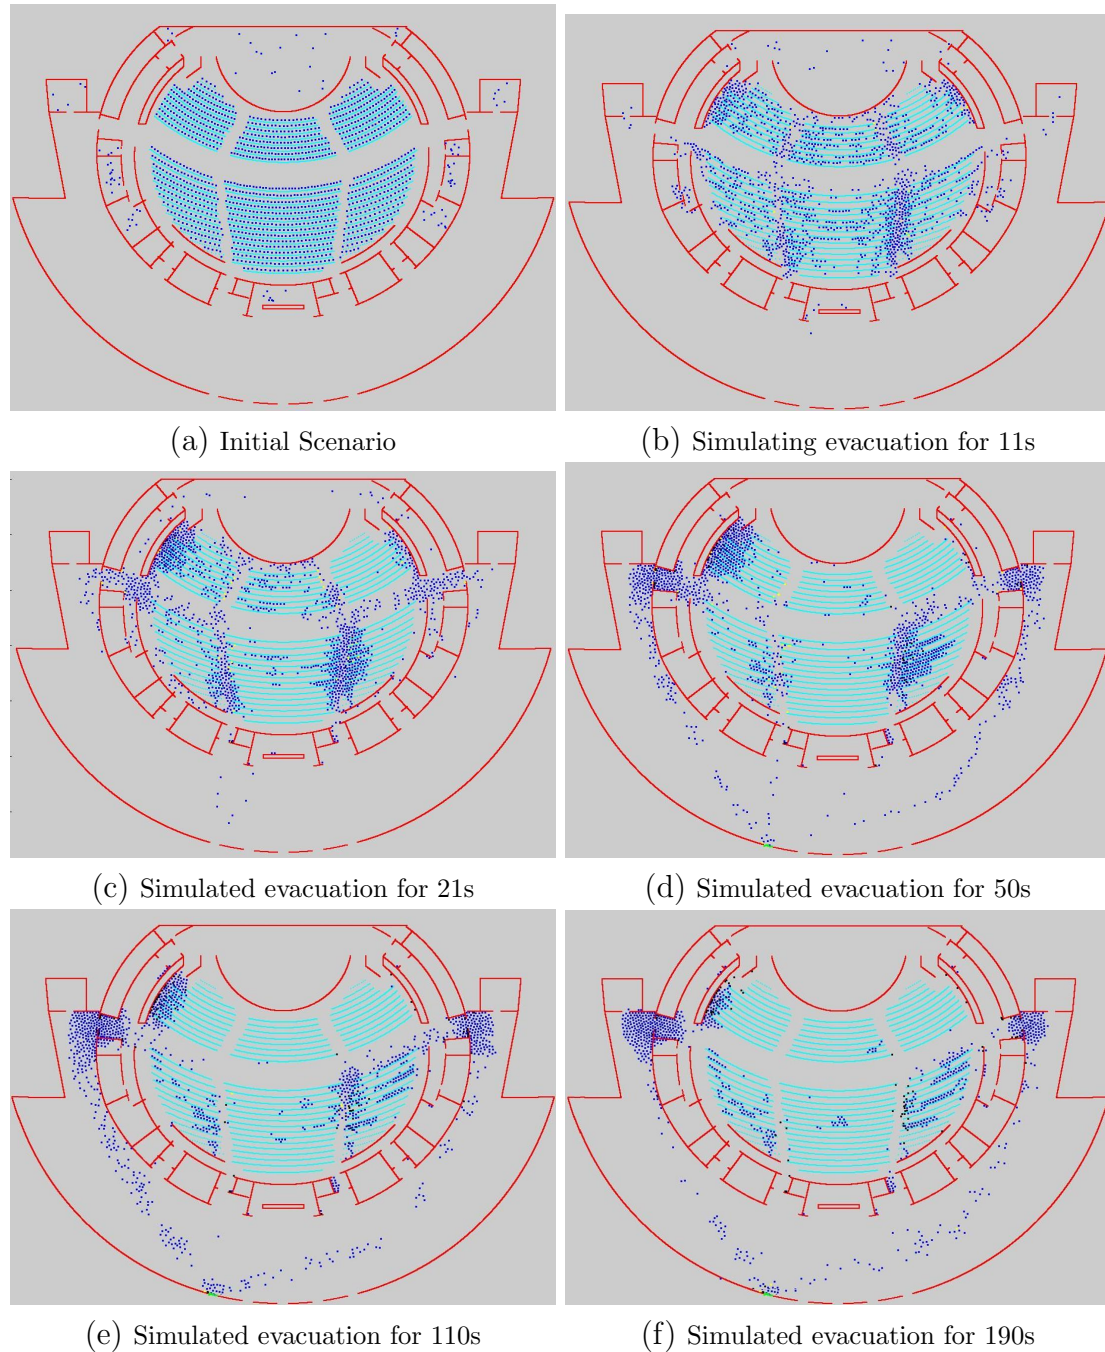 (a) Initial Scenario
(b) Simulating evacuation for 11s
(c) Simulated evacuation for 21s
(d) Simulated evacuation for 50s
(e) Simulated evacuation for 110s
(f) Simulated evacuation for 190s